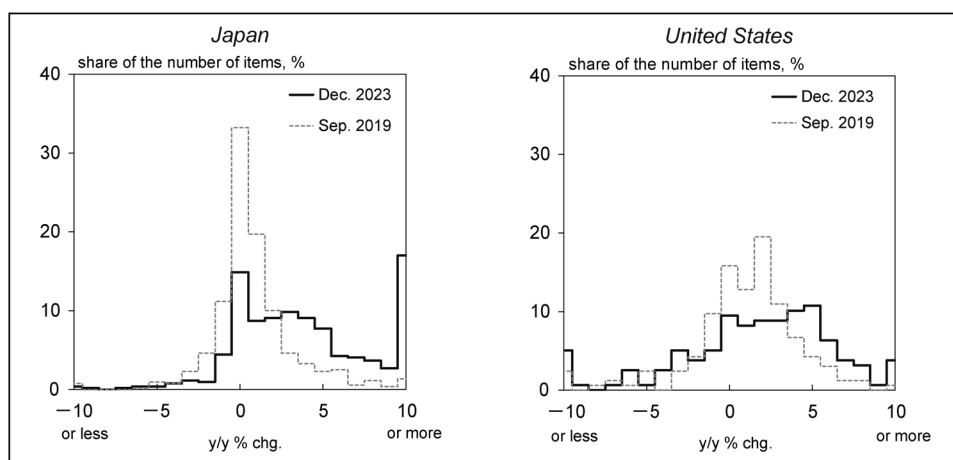 Japan
share of the number of items, %
40
30
20
10
0
Dec. 2023
Sep. 2019
−10 −5 0 5 10
or less y/y % chg. or more
United States
share of the number of items, %
40
30
20
10
0
Dec. 2023
Sep. 2019
−10 −5 0 5 10
or less y/y % chg. or more